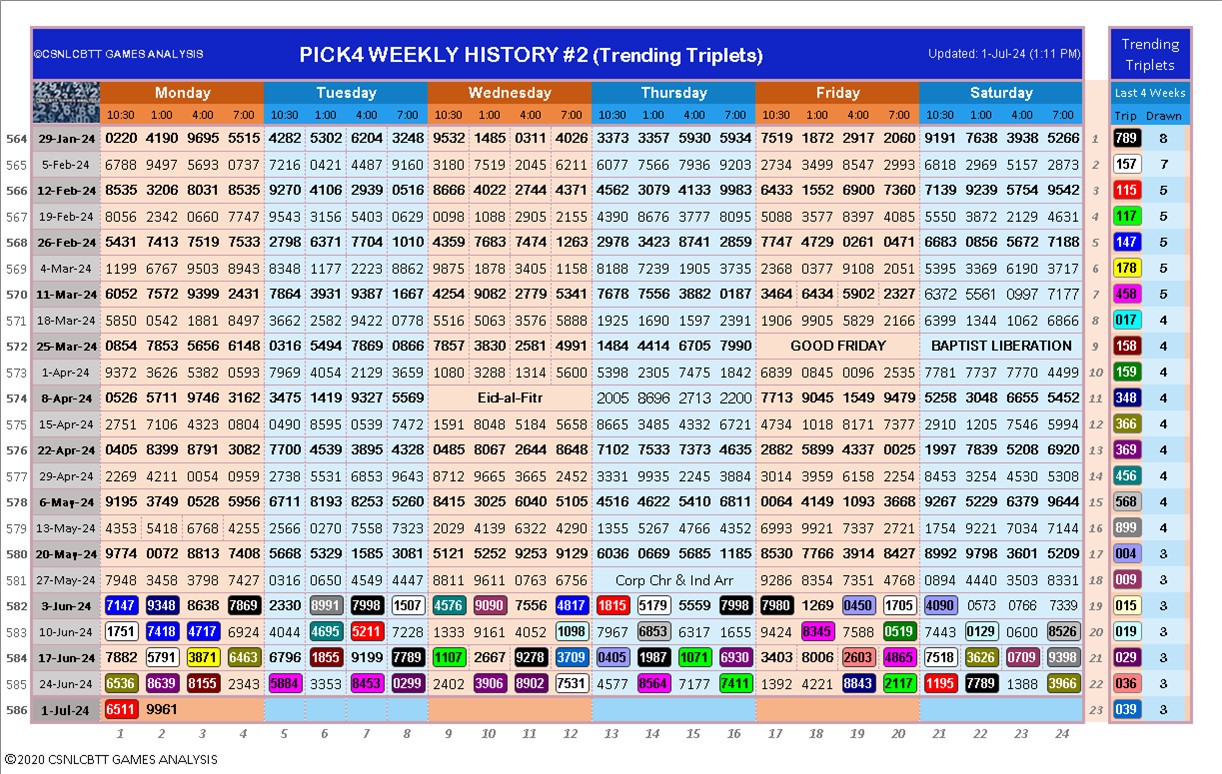 ©CSNLCBTT GAMES ANALYSIS PICK4 WEEKLY HISTORY #2 (Trending Triplets) Updated: 1-Jul-24 (1:11 PM) Trending Triplets
Monday Tuesday Wednesday Thursday Friday Saturday Last 4 Weeks
10:30 1:00 4:00 7:00 10:30 1:00 4:00 7:00 10:30 1:00 4:00 7:00 10:30 1:00 4:00 7:00 10:30 1:00 4:00 7:00 10:30 1:00 4:00 7:00 Trip Drawn
564 29-Jan-24 0220 4190 9695 5515 4282 5302 6204 3248 9532 1485 0311 4026 3373 3357 5930 5934 7519 1872 2917 2060 9191 7638 3938 5266 1 789 8
565 5-Feb-24 6788 9497 5693 0737 7216 0421 4487 9160 3180 7519 2045 6211 6077 7566 7936 9203 2734 3499 8547 2993 6818 2969 5157 2873 2 157 7
566 12-Feb-24 8535 3206 8031 8535 9270 4106 2939 0516 8666 4022 2744 4371 4562 3079 4133 9983 6433 1552 6900 7360 7139 9239 5754 9542 3 115 5
567 19-Feb-24 8056 2342 0660 7747 9543 3156 5403 0629 0098 1088 2905 2155 4390 8676 3777 8095 5088 3577 8397 4085 5550 3872 2129 4631 4 117 5
568 26-Feb-24 5431 7413 7519 7533 2798 6371 7704 1010 4359 7683 7474 1263 2978 3423 8741 2859 7747 4729 0261 0471 6683 0856 5672 7188 5 147 5
569 4-Mar-24 1199 6767 9503 8943 8348 1177 2223 8862 9875 1878 3405 1158 8188 7239 1905 3735 2368 0377 9108 2051 5395 3369 6190 3717 6 178 5
570 11-Mar-24 6052 7572 9399 2431 7864 3931 9387 1667 4254 9082 2779 5341 7678 7556 3882 0187 3464 6434 5902 2327 6372 5561 0997 7177 7 458 5
571 18-Mar-24 5850 0542 1881 8497 3662 2582 9422 0776 5516 5063 3576 5888 1925 1690 1597 2391 1906 9905 5829 2166 6399 1344 1062 6866 8 017 4
572 25-Mar-24 0854 7853 5656 6148 0316 5494 7869 0866 7857 3830 2581 4991 1484 4414 6705 7990 GOOD FRIDAY BAPTIST LIBERATION 9 158 4
573 1-Apr-24 9372 3626 5382 0593 7969 4054 2129 3659 1080 3288 1314 5600 5398 2305 7475 1842 6839 0845 0096 2535 7781 7737 7770 4499 10 159 4
574 8-Apr-24 0526 5711 9746 3162 3475 1419 9327 5569 Eid-al-Fitr 2005 8696 2713 2200 7713 9045 1549 9479 5258 3048 6655 5452 11 348 4
575 15-Apr-24 2751 7106 4323 0804 0490 8595 0539 7472 1591 8048 5184 5658 8665 3485 4332 6721 4734 1018 8171 7377 2910 1205 7546 5994 12 366 4
576 22-Apr-24 0405 8399 8791 3082 7700 4539 3895 4328 0485 8067 2644 8648 7102 7533 7373 4635 2882 5899 4337 0025 1997 7839 5208 6920 13 369 4
577 29-Apr-24 2269 4211 0054 0959 2738 5531 6853 5263 3712 9665 3665 2452 3331 9935 2245 3884 3014 3959 6158 2254 8453 3254 4530 5308 14 456 4
578 6-May-24 9195 3749 0528 5956 6711 8193 8253 9640 8415 3025 6040 5105 4516 4622 5410 6811 0064 4149 1093 3668 9267 5229 6379 9644 15 568 4
579 13-May-24 4353 5418 6768 4255 2566 0270 7558 7323 2029 4139 6322 4290 1355 5267 4766 4352 6993 9921 7337 2721 1754 9221 7034 7144 16 899 4
580 20-May-24 9774 0072 8813 7408 5668 5329 1585 3081 5121 5252 9253 9129 6036 0669 5685 1185 8530 7766 3914 8427 8992 9798 3601 5209 17 004 3
581 27-May-24 7948 3458 3798 7427 0316 0650 4549 4447 8811 9611 0763 6756 Corp Chr & Ind Arr 9286 8354 7351 4768 0894 4440 3503 8331 18 009 3
582 3-Jun-24 7147 9348 8638 7869 2330 8991 7998 1507 4576 9090 7556 4817 1815 5179 5559 7998 7980 1269 0450 1705 4090 0573 0766 7339 19 015 3
583 10-Jun-24 1751 7418 4717 6924 4044 4695 5211 7228 1333 9161 4052 1098 7967 6853 6317 1655 9424 8345 7588 0519 7443 0129 0600 8526 20 019 3
584 17-Jun-24 7882 5791 3871 6463 6796 1855 9199 7789 1107 2667 9278 3709 0405 1987 1071 6930 3403 8006 2603 4865 7518 3626 0709 9398 21 029 3
585 24-Jun-24 6536 8639 8155 2343 5884 3353 8453 0299 2402 3906 8902 7531 4577 8564 7177 7411 1392 4221 8843 2117 1195 7789 1388 3966 22 036 3
586 1-Jul-24 6511 9961 23 039 3
1 2 3 4 5 6 7 8 9 10 11 12 13 14 15 16 17 18 19 20 21 22 23 24
©2020 CSNLCBTT GAMES ANALYSIS